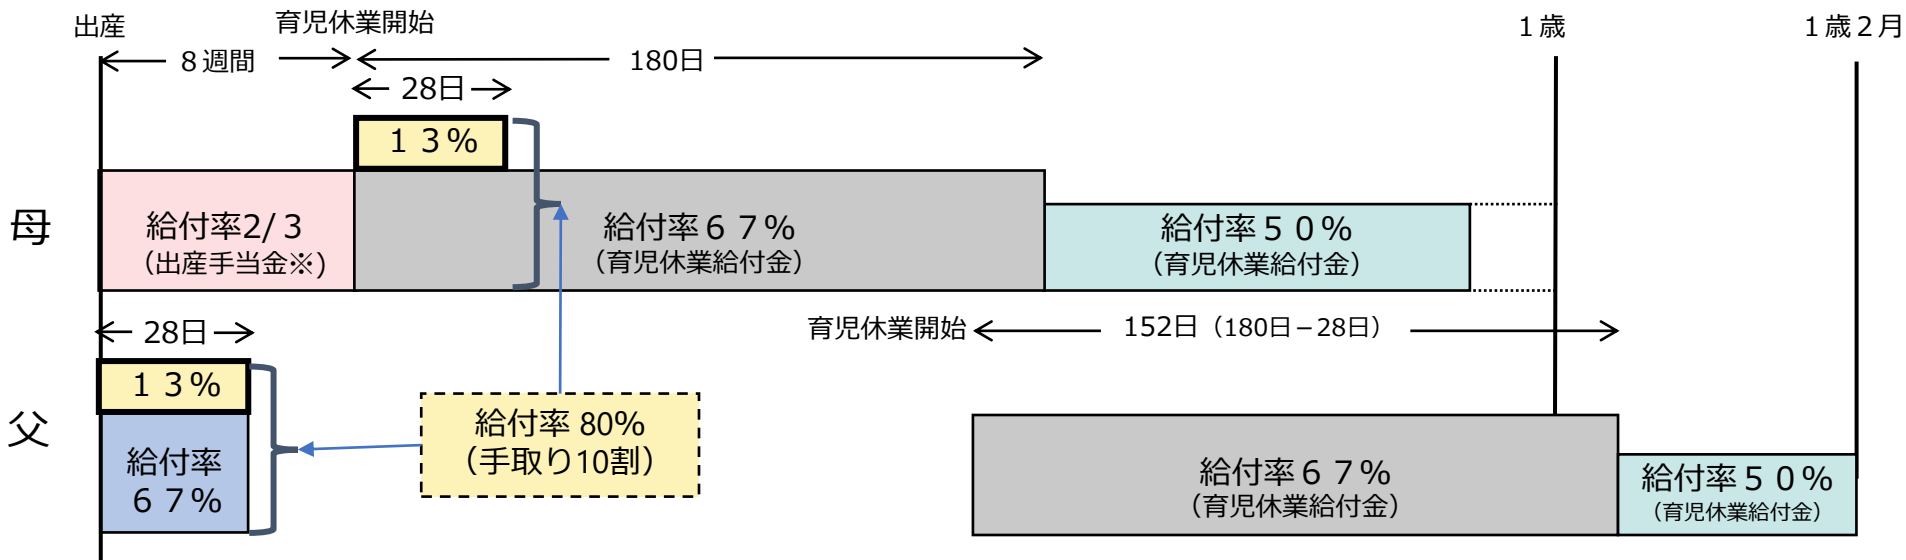 出産
育児休業開始
１歳
１歳２月
８週間
180日
28日
１３%
母
給付率2/３
（出産手当金※）
給付率６７%
（育児休業給付金）
給付率５０%
（育児休業給付金）
28日
育児休業開始
152日（180日－28日）
１３%
父
給付率
６７%
給付率 80%
（手取り10割）
給付率６７%
（育児休業給付金）
給付率５０%
（育児休業給付金）